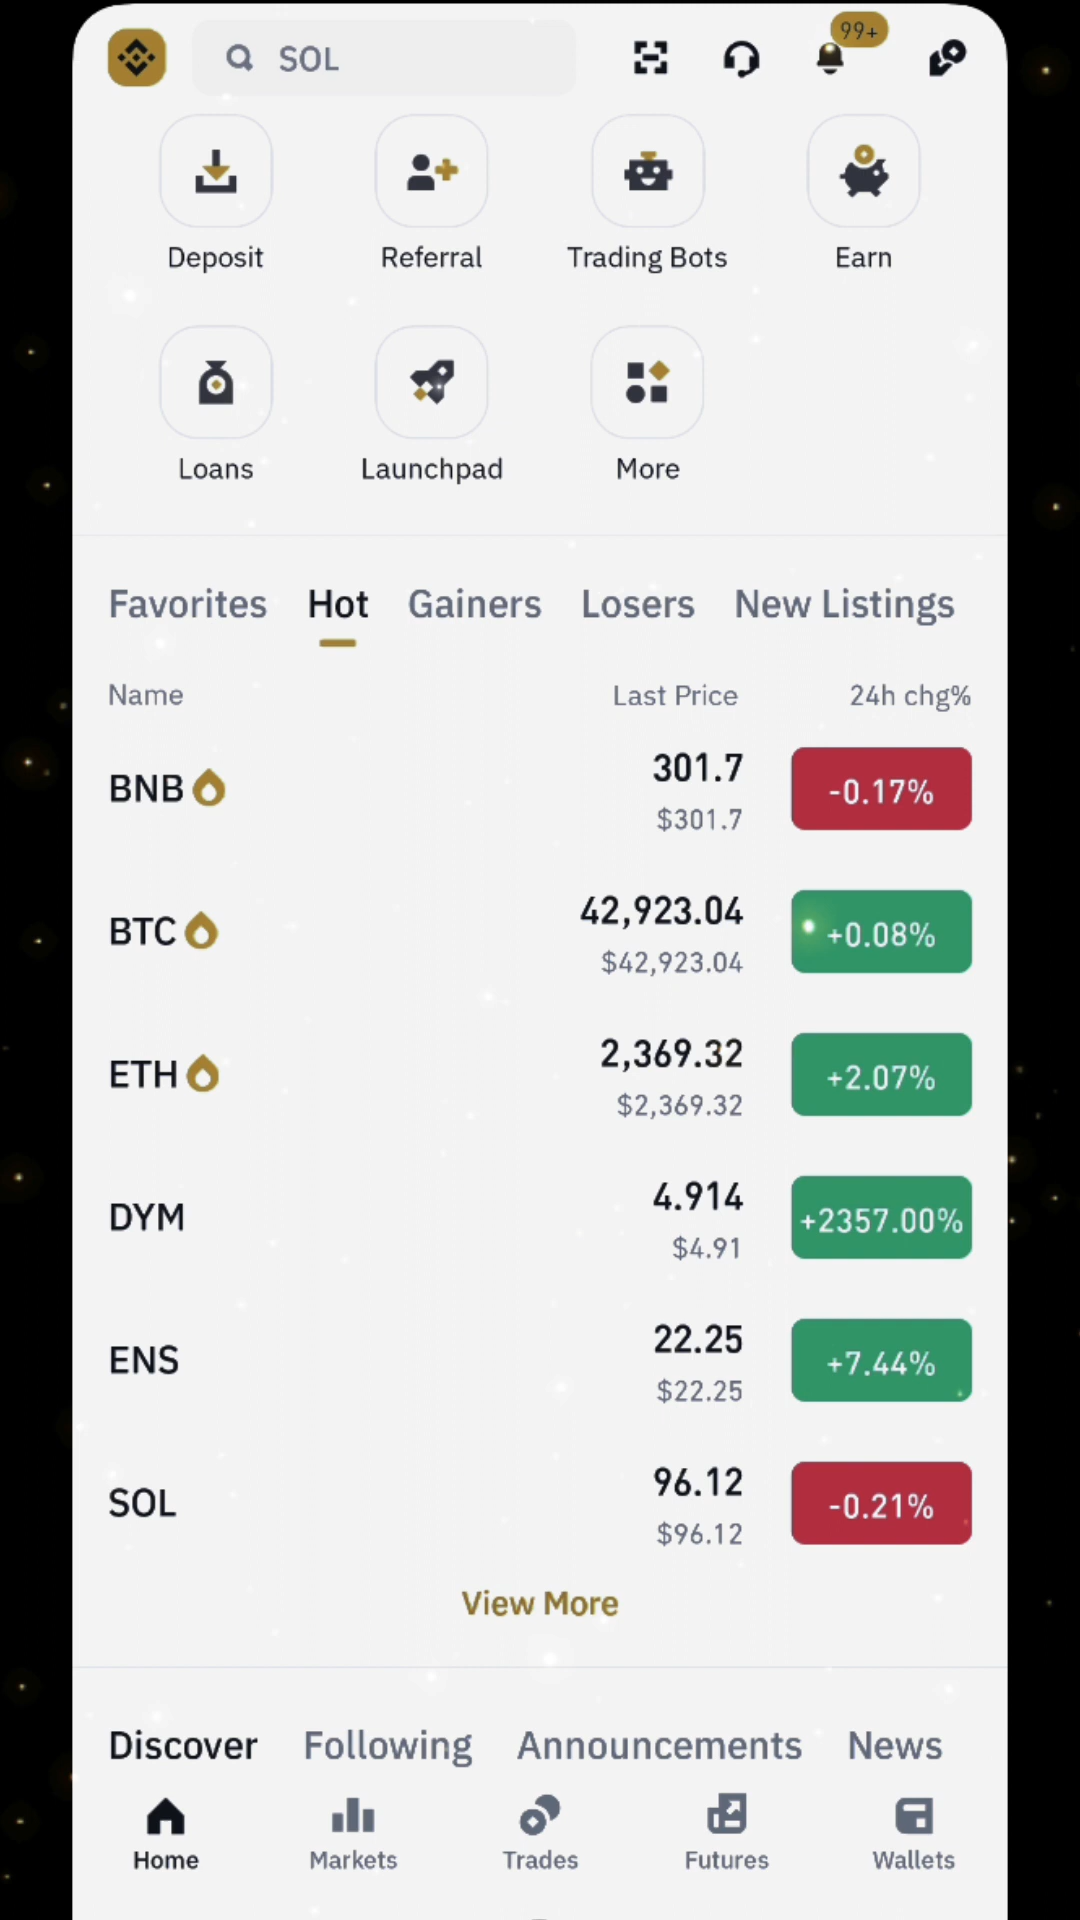 SOL
99+
Deposit Referral Trading Bots Earn
Loans Launchpad More
Favorites Hot Gainers Losers New Listings
Name Last Price 24h chg%
BNB 301.7 -0.17%
$301.7
BTC 42,923.04 +0.08%
$42,923.04
ETH 2,369.32 +2.07%
$2,369.32
DYM 4.914 +2357.00%
$4.91
ENS 22.25 +7.44%
$22.25
SOL 96.12 -0.21%
$96.12
View More
Discover Following Announcements News
Home Markets Trades Futures Wallets